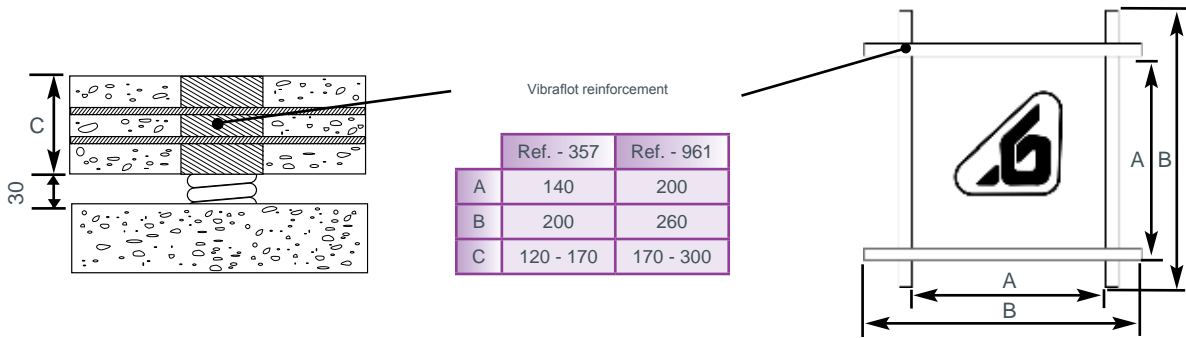 C
30
Vibraflot reinforcement
Ref. - 357 Ref. - 961
A 140 200
B 200 260
C 120 - 170 170 - 300
A B
A
B